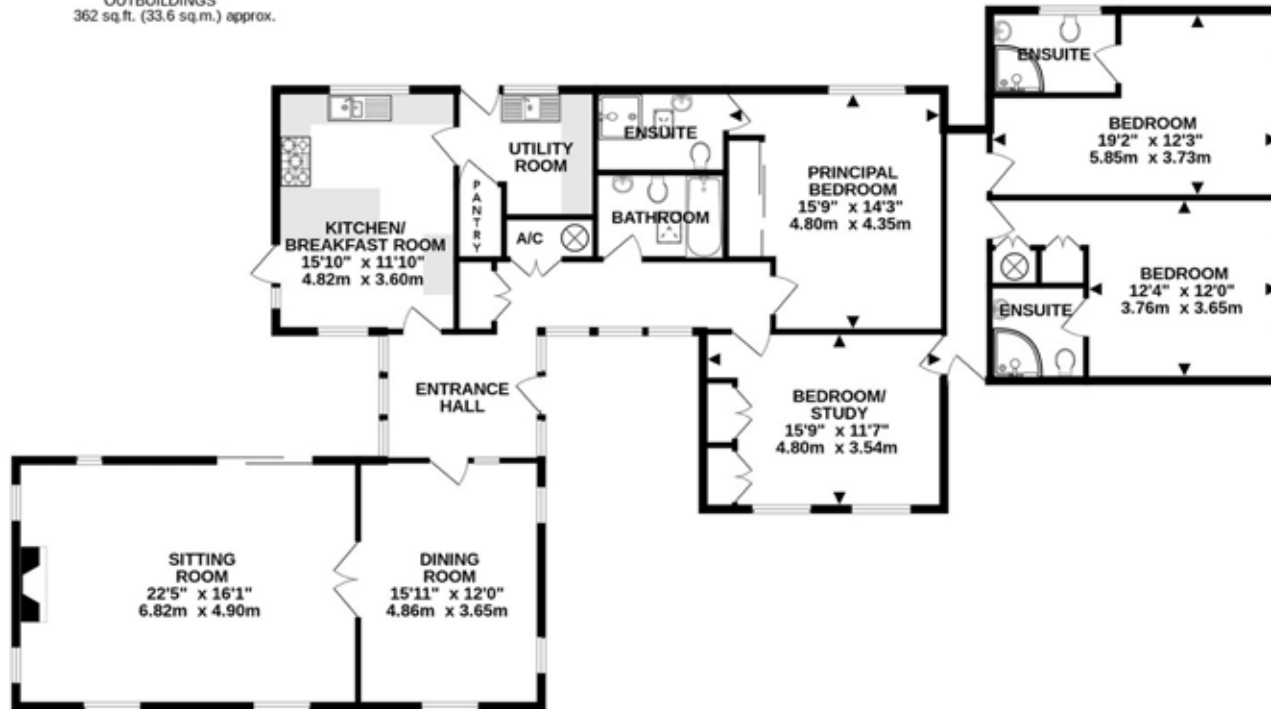 OUTBUILDINGS
362 sq.ft. (33.6 sq.m.) approx.
ENSUITE
BEDROOM
19'2" x 12'3"
5.85m x 3.73m
KITCHEN/
BREAKFAST ROOM
15'10" x 11'10"
4.82m x 3.60m
UTILITY
ROOM
PANTRY
A/C
ENSUITE
BATHROOM
PRINCIPAL
BEDROOM
15'9" x 14'3"
4.80m x 4.35m
BEDROOM
12'4" x 12'0"
3.76m x 3.65m
ENSUITE
ENTRANCE
HALL
BEDROOM/
STUDY
15'9" x 11'7"
4.80m x 3.54m
SITTING
ROOM
22'5" x 16'1"
6.82m x 4.90m
DINING
ROOM
15'11" x 12'0"
4.86m x 3.65m